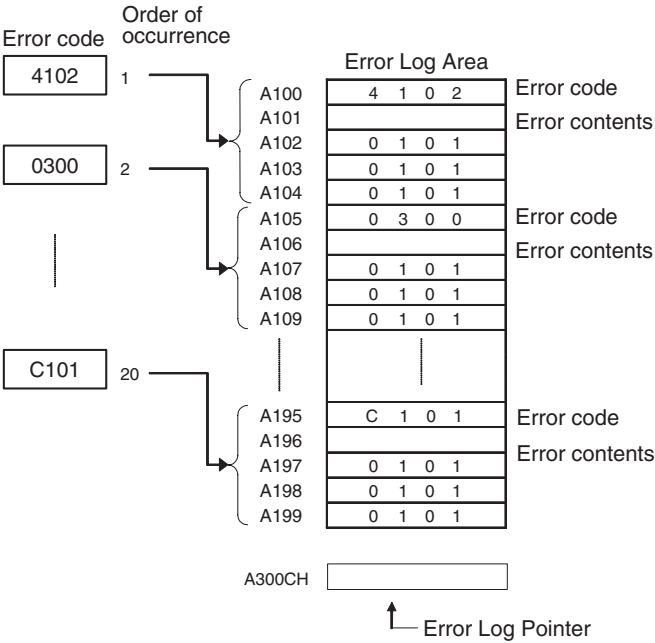 Order of
occurrence
Error code
Error Log Area
4102 1
A100 4 1 0 2 Error code
A101 Error contents
A102 0 1 0 1
0300 2
A103 0 1 0 1
A104 0 1 0 1
A105 0 3 0 0 Error code
A106 Error contents
A107 0 1 0 1
A108 0 1 0 1
A109 0 1 0 1
C101 20
A195 C 1 0 1 Error code
A196 Error contents
A197 0 1 0 1
A198 0 1 0 1
A199 0 1 0 1
A300CH
Error Log Pointer